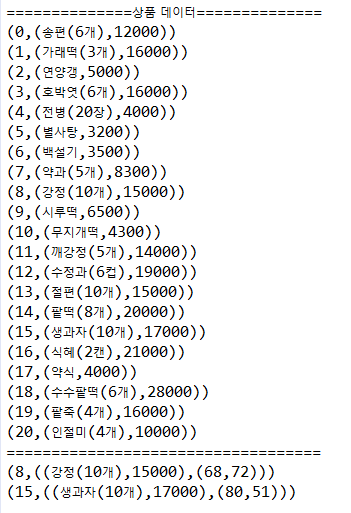 ==============상품 데이터==============
(0,(송편(6개),12000))
(1,(가래떡(3개),16000))
(2,(연양갱,5000))
(3,(호박엿(6개),16000))
(4,(전병(20장),4000))
(5,(별사탕,3200))
(6,(백설기,3500))
(7,(약과(5개),8300))
(8,(강정(10개),15000))
(9,(시루떡,6500))
(10,(무지개떡,4300))
(11,(깨강정(5개),14000))
(12,(수정과(6컵),19000))
(13,(절편(10개),15000))
(14,(팥떡(8개),20000))
(15,(생과자(10개),17000))
(16,(식혜(2캔),21000))
(17,(약식,4000))
(18,(수수팥떡(6개),28000))
(19,(팥죽(4개),16000))
(20,(인절미(4개),10000))
===================================
(8,((강정(10개),15000),(68,72)))
(15,((생과자(10개),17000),(80,51)))